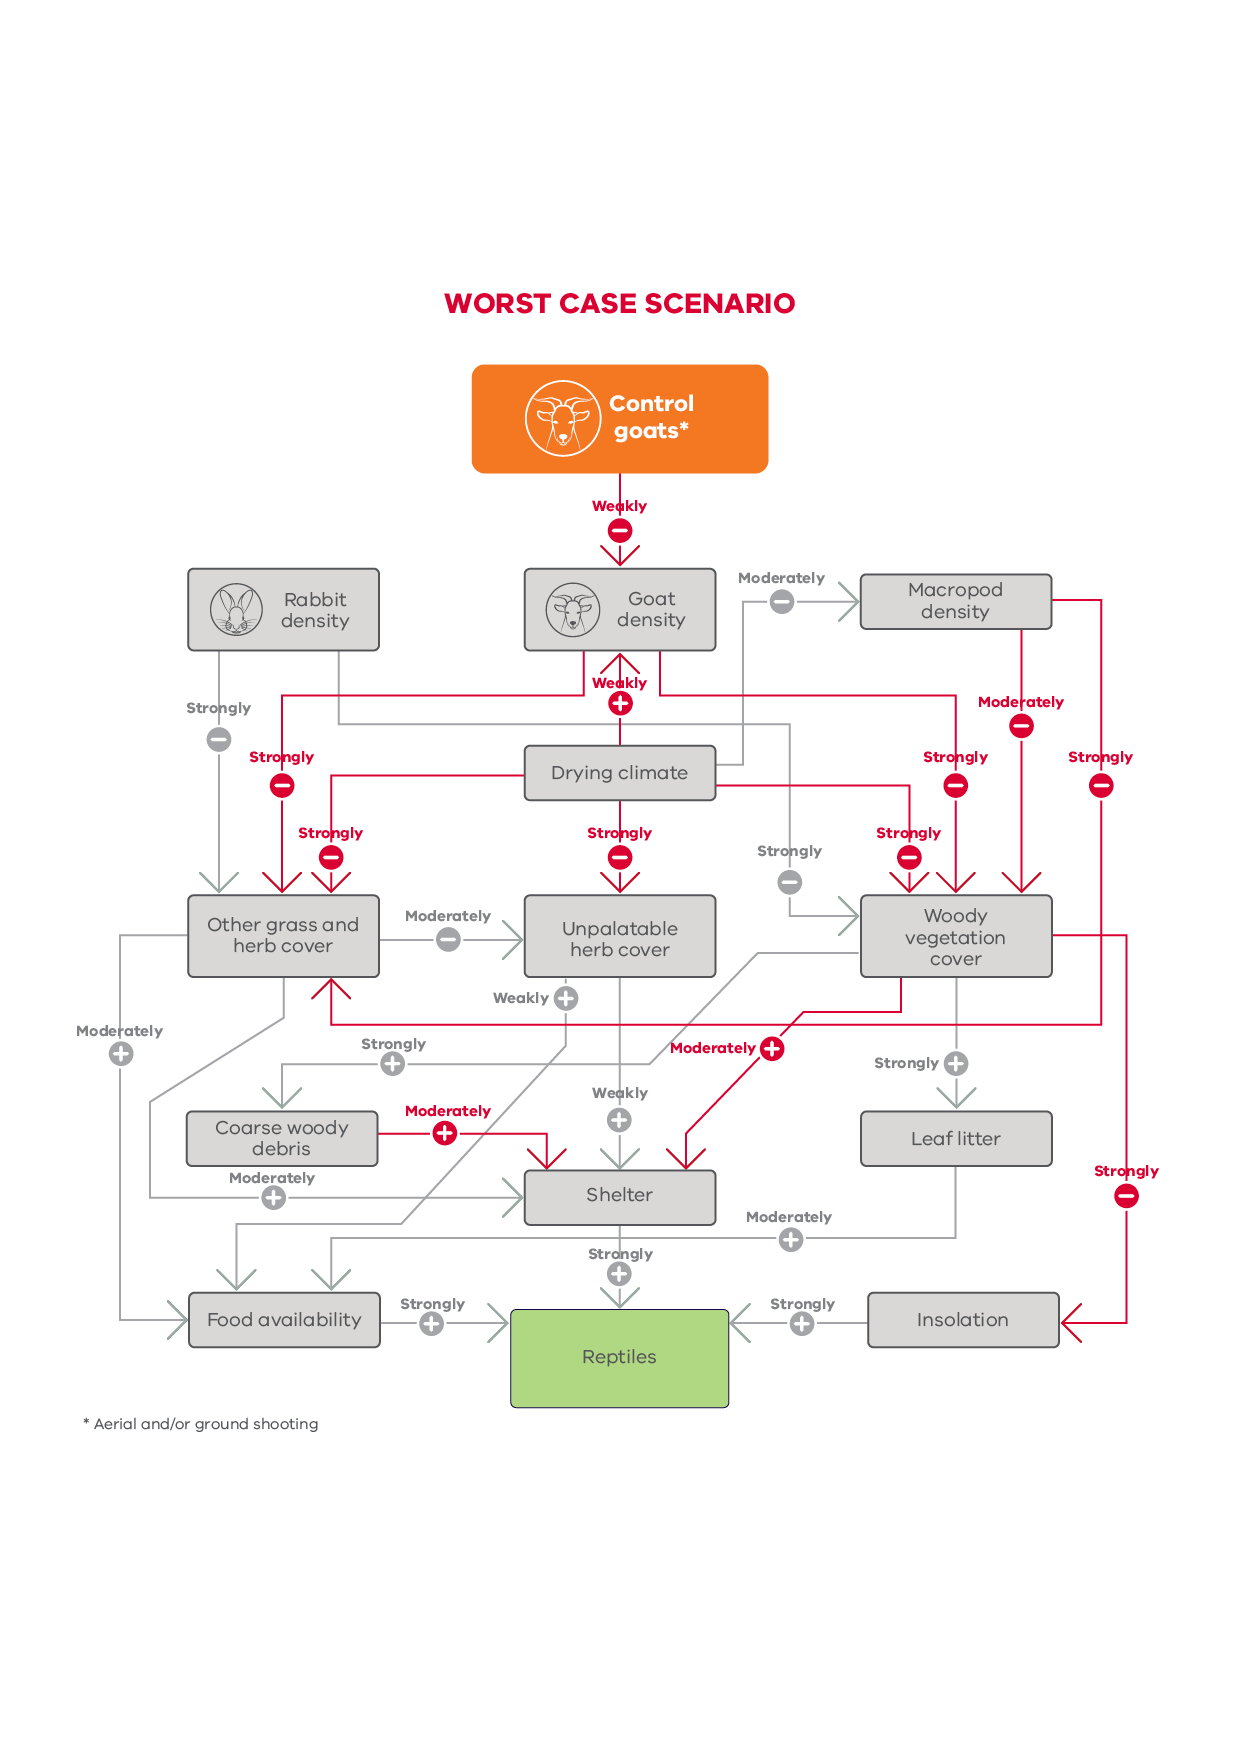 WORST CASE SCENARIO
Control
goats*
Weakly
Rabbit
density
Goat
density
Moderately
Macropod
density
Weakly
Strongly
Moderately
Strongly
Strongly
Strongly
Drying climate
Strongly
Strongly
Strongly
Strongly
Other grass and
herb cover
Moderately
Unpalatable
herb cover
Woody
vegetation
cover
Weakly
Moderately
Strongly
Moderately
Strongly
Weakly
Coarse woody
debris
Moderately
Leaf litter
Moderately
Shelter
Strongly
Moderately
Strongly
Food availability
Strongly
Strongly
Insolation
Reptiles
* Aerial and/or ground shooting